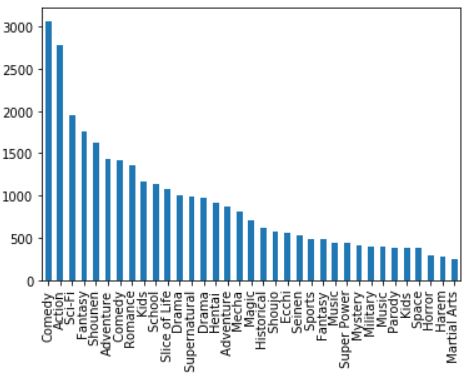 3000
2500
2000
1500
1000
500
0
Comedy
Action
Sci-Fi
Fantasy
Shounen
Adventure
Comedy
Romance
Kids
School
Slice of Life
Drama
Supernatural
Drama
Hentai
Adventure
Mecha
Magic
Historical
Shoujo
Ecchi
Seinen
Sports
Fantasy
Music
Super Power
Mystery
Military
Music
Parody
Kids
Space
Horror
Harem
Martial Arts